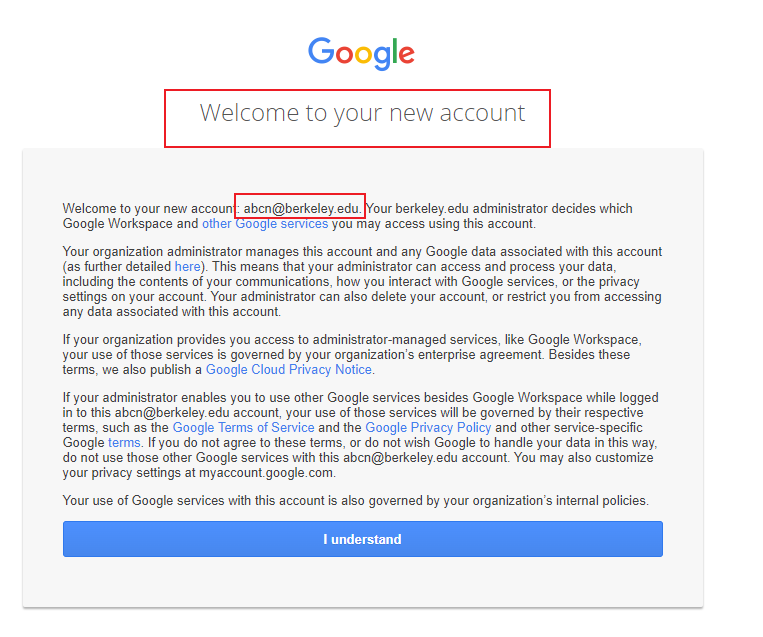 Google
Welcome to your new account
Welcome to your new account: abcn@berkeley.edu. Your berkeley.edu administrator decides which
Google Workspace and other Google services you may access using this account.
Your organization administrator manages this account and any Google data associated with this account
(as further detailed here). This means that your administrator can access and process your data,
including the contents of your communications, how you interact with Google services, or the privacy
settings on your account. Your administrator can also delete your account, or restrict you from accessing
any data associated with this account.
If your organization provides you access to administrator-managed services, like Google Workspace,
your use of those services is governed by your organization’s enterprise agreement. Besides these
terms, we also publish a Google Cloud Privacy Notice.
If your administrator enables you to use other Google services besides Google Workspace while logged
in to this abcn@berkeley.edu account, your use of those services will be governed by their respective
terms, such as the Google Terms of Service and the Google Privacy Policy and other service-specific
Google terms. If you do not agree to these terms, or do not wish Google to handle your data in this way,
do not use those other Google services with this abcn@berkeley.edu account. You may also customize
your privacy settings at myaccount.google.com.
Your use of Google services with this account is also governed by your organization’s internal policies.
I understand